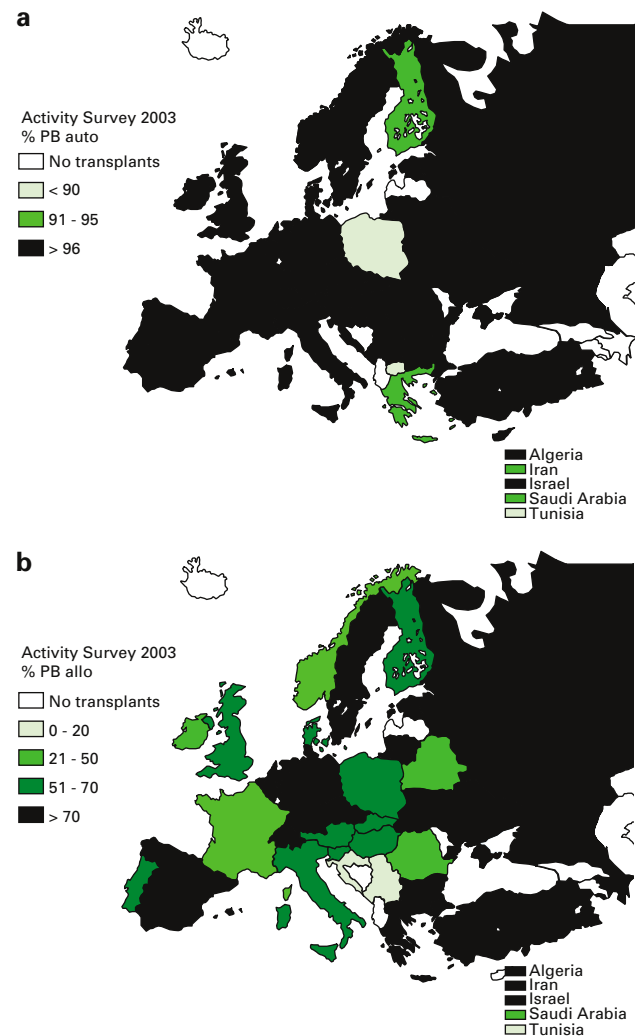 a
Activity Survey 2003
% PB auto
No transplants
< 90
91 - 95
> 96
Algeria
Iran
Israel
Saudi Arabia
Tunisia
b
Activity Survey 2003
% PB allo
No transplants
0 - 20
21 - 50
51 - 70
> 70
Algeria
Iran
Israel
Saudi Arabia
Tunisia